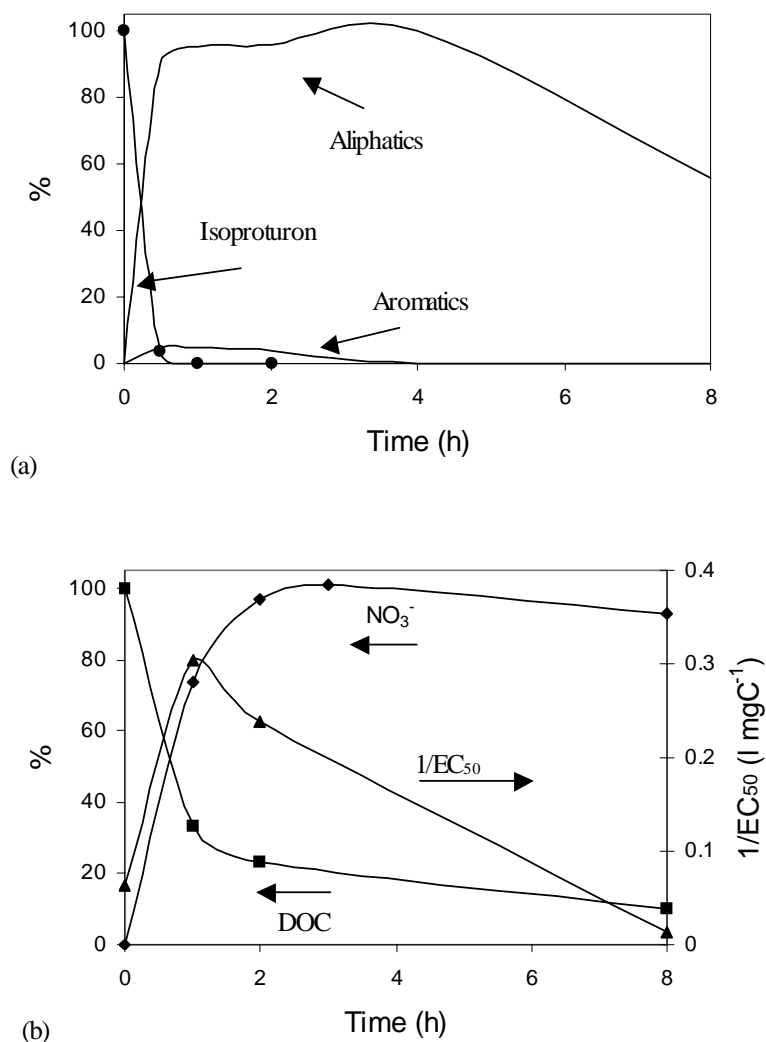 100
80
60
40
20
0
%
Aliphatics
Isoproturon
Aromatics
0 2 4 6 8
Time (h)
(a)
100
80
60
40
20
0
%
0.4
0.3
0.2
0.1
0
1/EC50 (l mgC-1)
NO3-
1/EC50
DOC
0 2 4 6 8
Time (h)
(b)